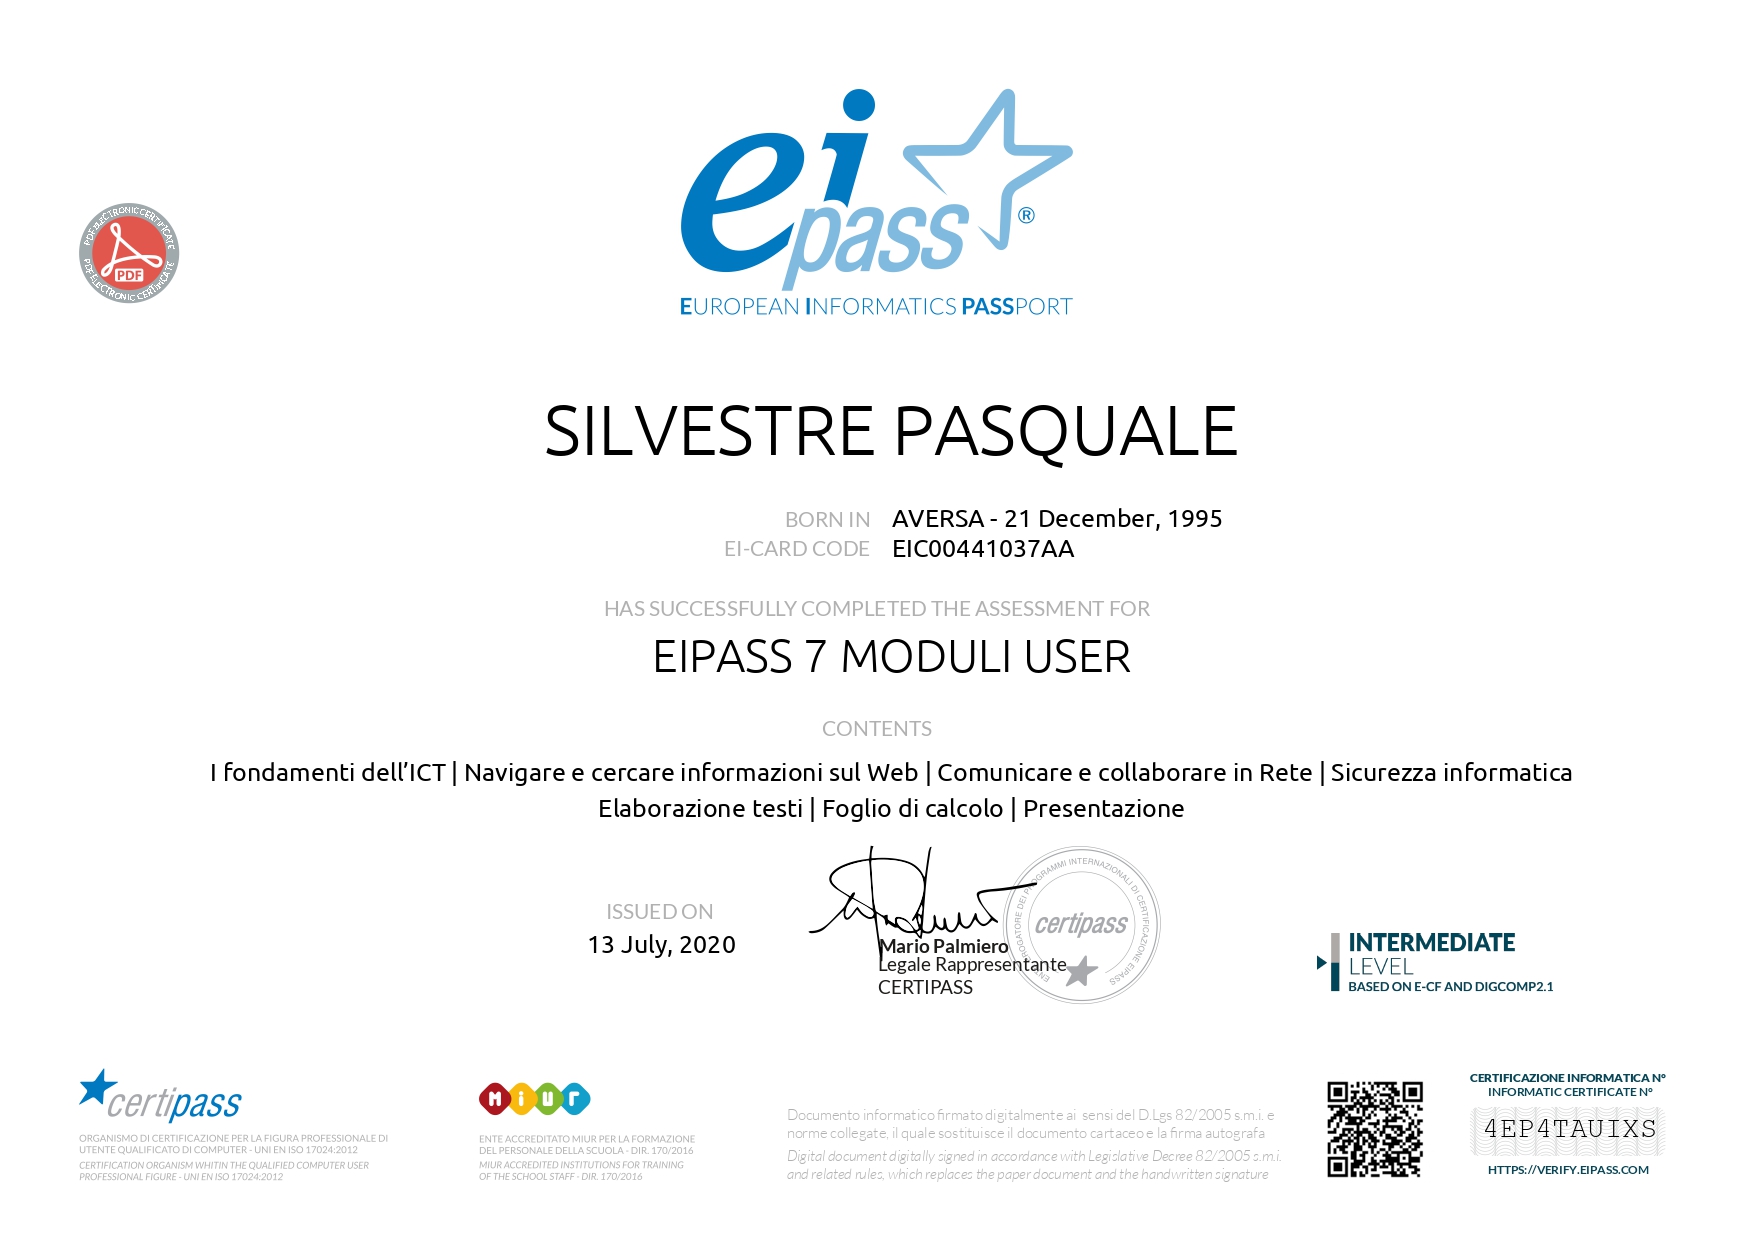 PDF ELECTRONIC CERTIFICATE
PDF ELECTRONIC CERTIFICATE
PDF
eipass®
EUROPEAN INFORMATICS PASSPORT
SILVESTRE PASQUALE
BORN IN AVERSA - 21 December, 1995
EI-CARD CODE EIC00441037AA
HAS SUCCESSFULLY COMPLETED THE ASSESSMENT FOR
EIPASS 7 MODULI USER
CONTENTS
I fondamenti dell’ICT | Navigare e cercare informazioni sul Web | Comunicare e collaborare in Rete | Sicurezza informatica
Elaborazione testi | Foglio di calcolo | Presentazione
ISSUED ON
13 July, 2020
Mario Palmiero
Legale Rappresentante
CERTIPASS
ENTE EROGATORE DEI PROGRAMMI INTERNAZIONALI DI CERTIFICAZIONE EIPASS
certipass
INTERMEDIATE
LEVEL
BASED ON E-CF AND DIGCOMP2.1
certipass
ORGANISMO DI CERTIFICAZIONE PER LA FIGURA PROFESSIONALE DI
UTENTE QUALIFICATO DI COMPUTER - UNI EN ISO 17024:2012
CERTIFICATION ORGANISM WHITIN THE QUALIFIED COMPUTER USER
PROFESSIONAL FIGURE - UNI EN ISO 17024:2012
MIUR
ENTE ACCREDITATO MIUR PER LA FORMAZIONE
DEL PERSONALE DELLA SCUOLA - DIR. 170/2016
MIUR ACCREDITED INSTITUTIONS FOR TRAINING
OF THE SCHOOL STAFF - DIR. 170/2016
Documento informatico firmato digitalmente ai sensi del D.Lgs 82/2005 s.m.i. e
norme collegate, il quale sostituisce il documento cartaceo e la firma autografa
Digital document digitally signed in accordance with Legislative Decree 82/2005 s.m.i.
and related rules, which replaces the paper document and the handwritten signature
CERTIFICAZIONE INFORMATICA N°
INFORMATIC CERTIFICATE N°
4EP4TAUIXS
HTTPS://VERIFY.EIPASS.COM